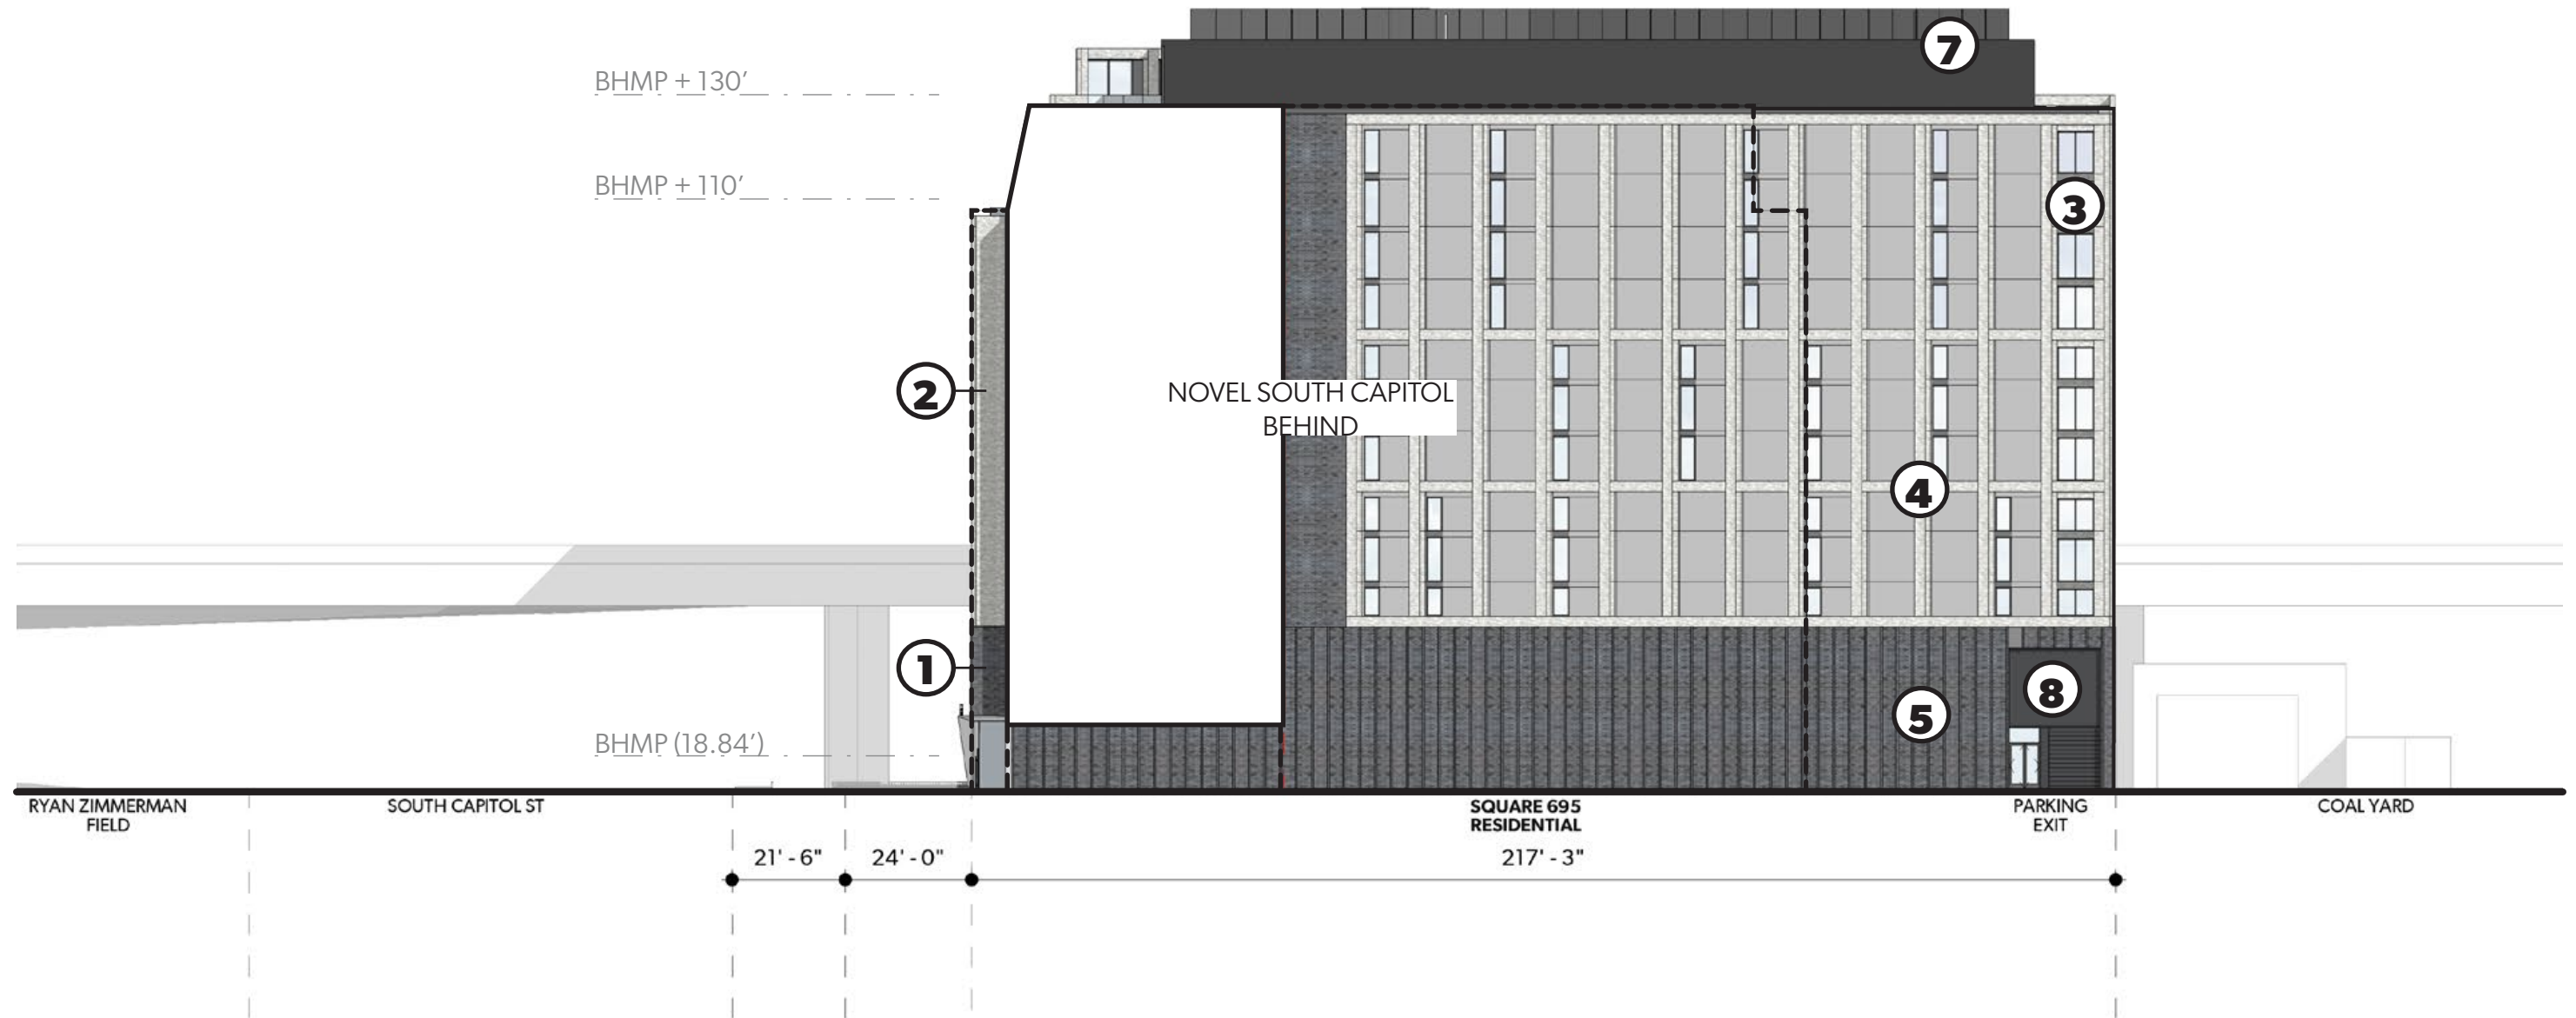 7
BHMP + 130'
BHMP + 110'
3
2
NOVEL SOUTH CAPITOL
BEHIND
4
1
8
5
BHMP (18.84')
RYAN ZIMMERMAN
FIELD
SOUTH CAPITOL ST
SQUARE 695
RESIDENTIAL
PARKING
EXIT
COAL YARD
21' - 6"
24' - 0"
217' - 3"